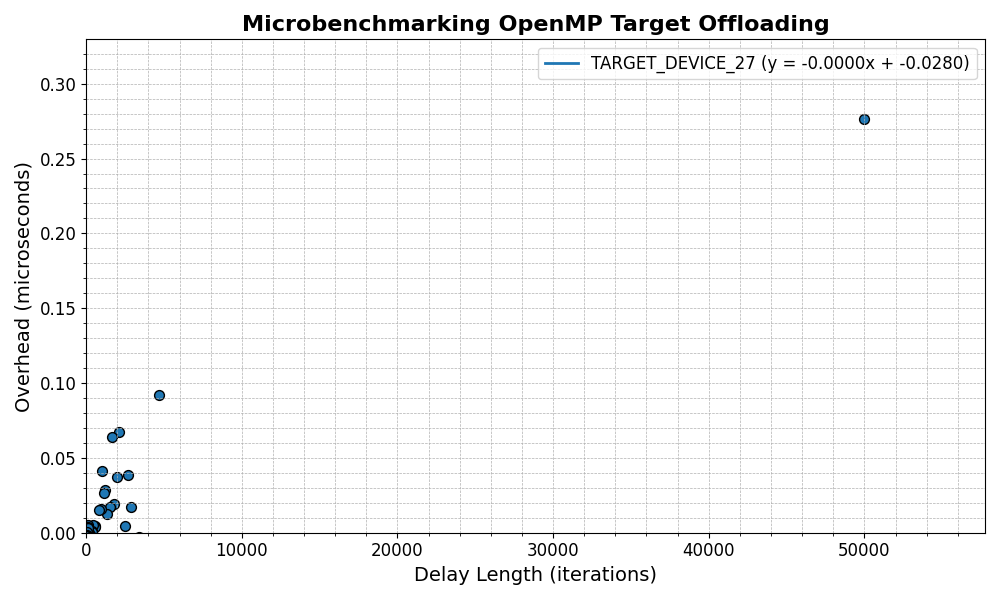 Microbenchmarking OpenMP Target Offloading
TARGET_DEVICE_27 (y = -0.0000x + -0.0280)
Overhead (microseconds)
0.30
0.25
0.20
0.15
0.10
0.05
0.00
0 10000 20000 30000 40000 50000
Delay Length (iterations)